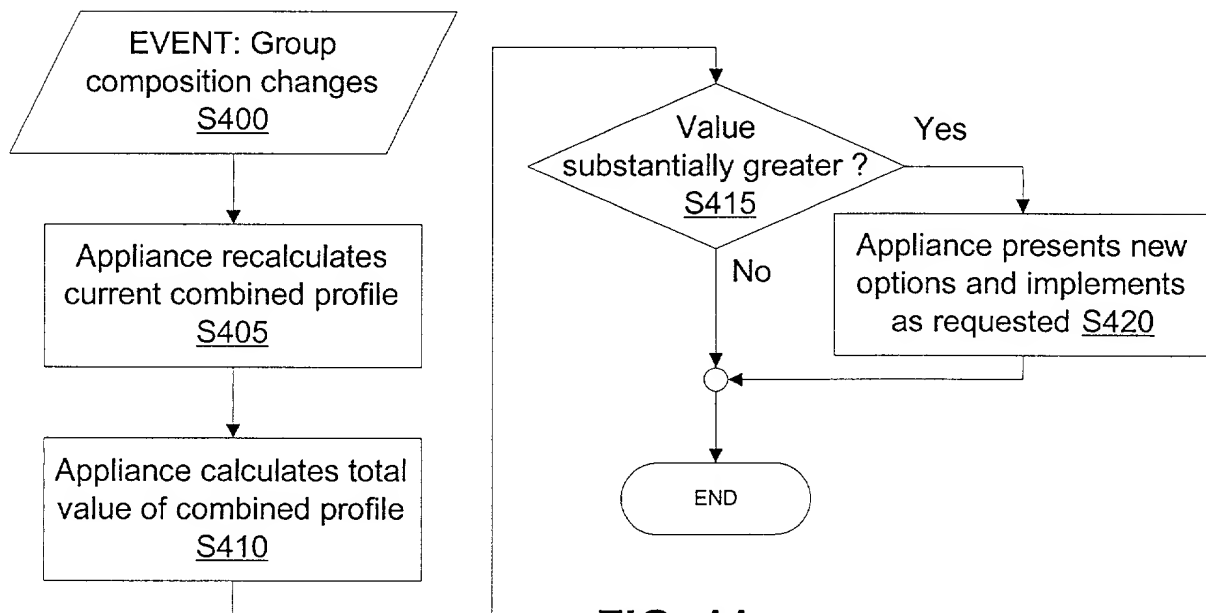 EVENT: Group
composition changes
S400
Appliance recalculates
current combined profile
S405
Appliance calculates total
value of combined profile
S410
Value
substantially greater ?
S415
Yes
No
Appliance presents new
options and implements
as requested S420
END